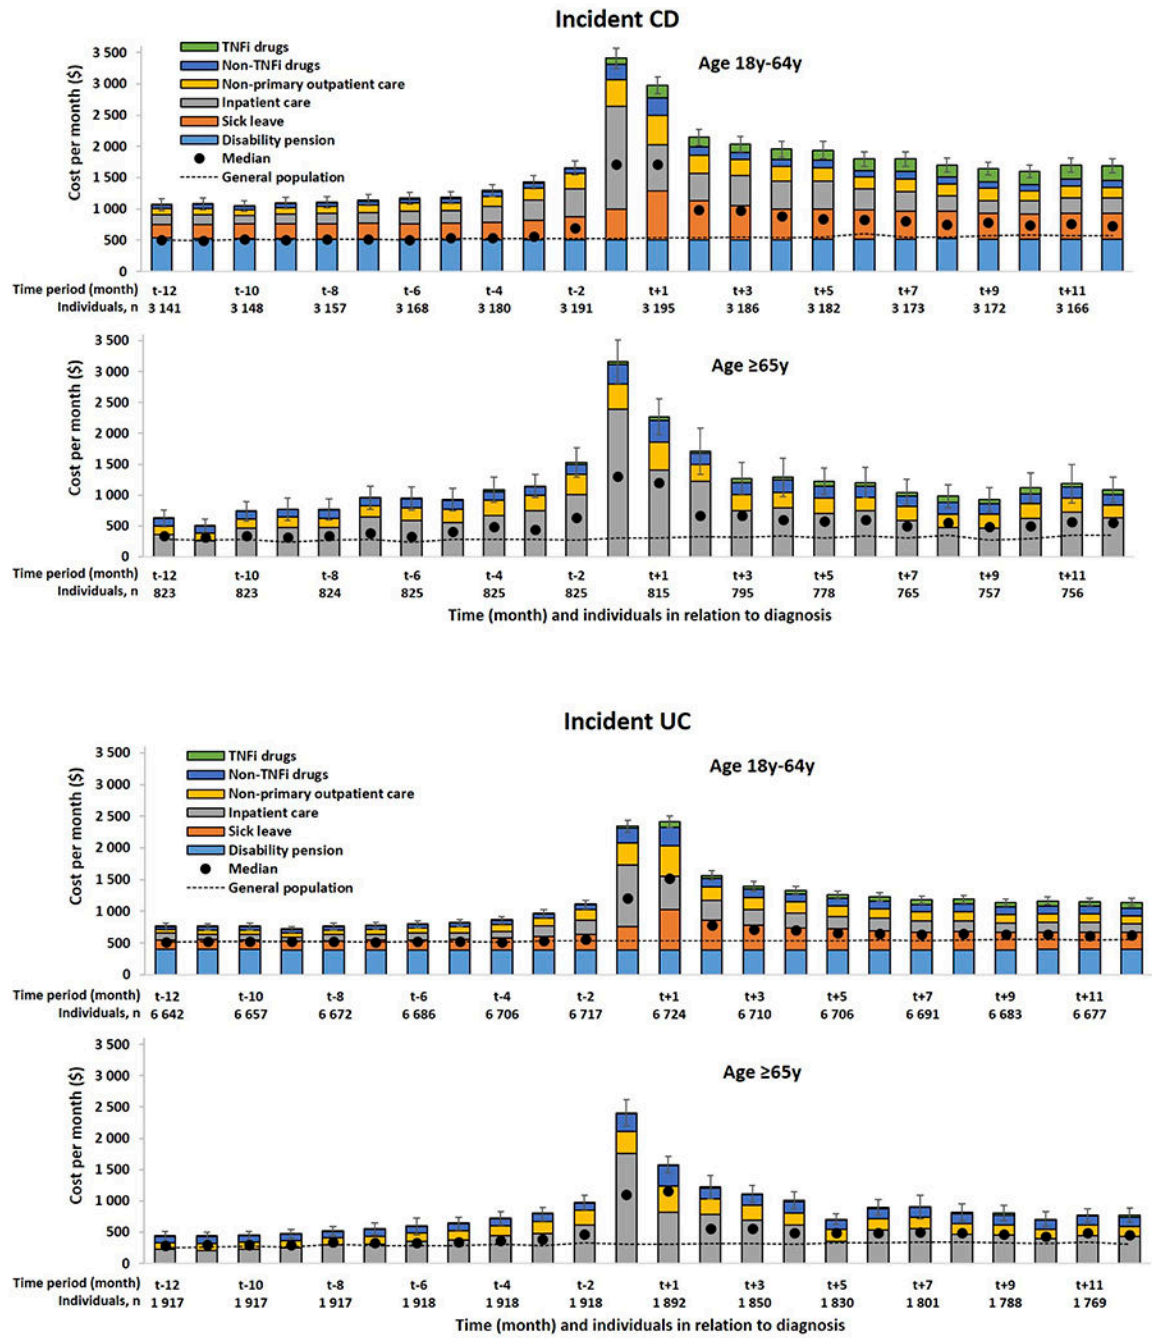 Incident CD
Cost per month ($)
3 500
3 000
2 500
2 000
1 500
1 000
500
0
TNFi drugs
Non-TNFi drugs
Non-primary outpatient care
Inpatient care
Sick leave
Disability pension
Median
General population
Age 18y-64y
Time period (month) t-12 t-10 t-8 t-6 t-4 t-2 t+1 t+3 t+5 t+7 t+9 t+11
Individuals, n 3 141 3 148 3 157 3 168 3 180 3 191 3 195 3 186 3 182 3 173 3 172 3 166
Cost per month ($)
3 500
3 000
2 500
2 000
1 500
1 000
500
0
Age ≥65y
Time period (month) t-12 t-10 t-8 t-6 t-4 t-2 t+1 t+3 t+5 t+7 t+9 t+11
Individuals, n 823 823 824 825 825 825 815 795 778 765 757 756
Time (month) and individuals in relation to diagnosis
Incident UC
Cost per month ($)
3 500
3 000
2 500
2 000
1 500
1 000
500
0
TNFi drugs
Non-TNFi drugs
Non-primary outpatient care
Inpatient care
Sick leave
Disability pension
Median
General population
Age 18y-64y
Time period (month) t-12 t-10 t-8 t-6 t-4 t-2 t+1 t+3 t+5 t+7 t+9 t+11
Individuals, n 6 642 6 657 6 672 6 686 6 706 6 717 6 724 6 710 6 706 6 691 6 683 6 677
Cost per month ($)
3 500
3 000
2 500
2 000
1 500
1 000
500
0
Age ≥65y
Time period (month) t-12 t-10 t-8 t-6 t-4 t-2 t+1 t+3 t+5 t+7 t+9 t+11
Individuals, n 1 917 1 917 1 917 1 918 1 918 1 918 1 892 1 850 1 830 1 801 1 788 1 769
Time (month) and individuals in relation to diagnosis